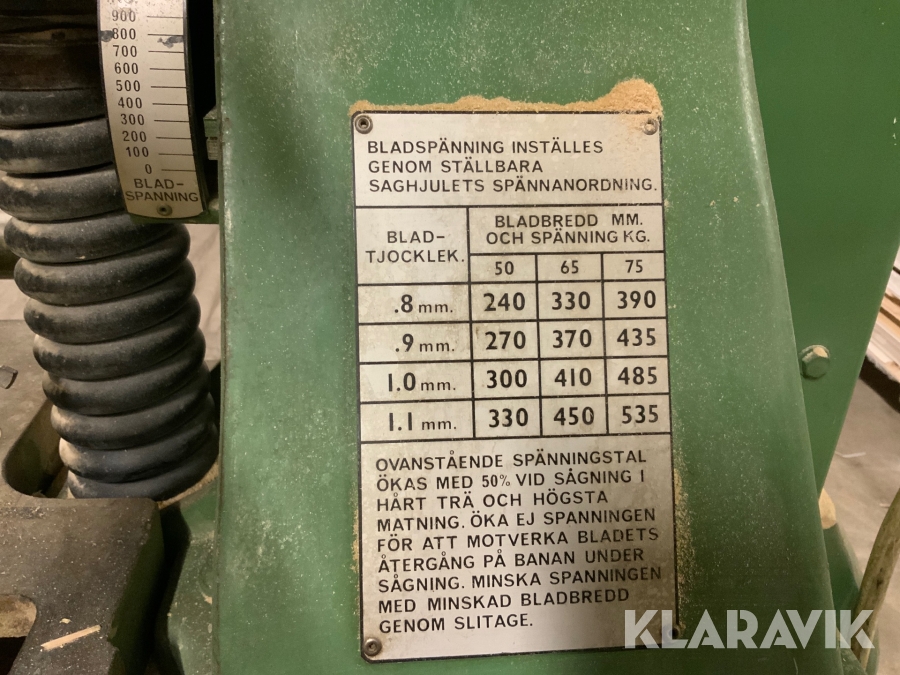 900
800
700
600
500
400
300
200
100
0
BLAD-
SPANNING
BLADSPÄNNING INSTÄLLES
GENOM STÄLLBARA
SAGHJULETS SPÄNNANORDNING.
BLAD-
TJOCKLEK.
BLADBREDD MM.
OCH SPÄNNING KG.
50 65 75
.8 mm. 240 330 390
.9 mm. 270 370 435
1.0 mm. 300 410 485
1.1 mm. 330 450 535
OVANSTÅENDE SPÄNNINGSTAL
ÖKAS MED 50% VID SÅGNING I
HÅRT TRÄ OCH HÖGSTA
MATNING. ÖKA EJ SPANNINGEN
FÖR ATT MOTVERKA BLADETS
ÅTERGÅNG PÅ BANAN UNDER
SÅGNING. MINSKA SPANNINGEN
MED MINSKAD BLADBREDD
GENOM SLITAGE.
KLARAVIK